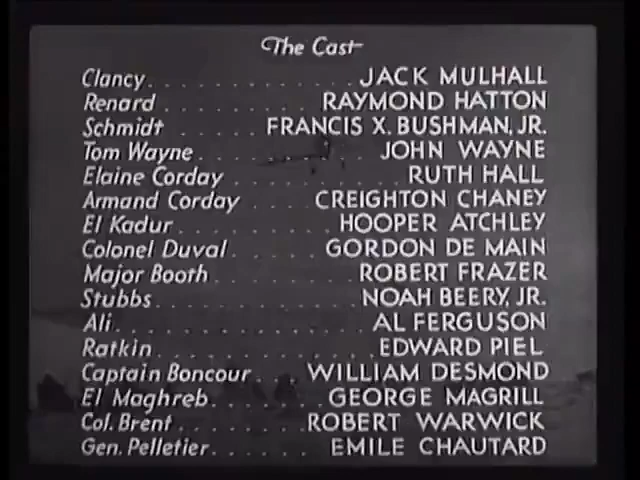 The Cast
Clancy. . . . . . . . . . . . . . JACK MULHALL
Renard . . . . . . . . . . . RAYMOND HATTON
Schmidt . . . . . . . FRANCIS X. BUSHMAN, JR.
Tom Wayne. . . . . . . . . . . . JOHN WAYNE
Elaine Corday . . . . . . . . . . . RUTH HALL
Armand Corday . . . . . CREIGHTON CHANEY
El Kadur. . . . . . . . . . . HOOPER ATCHLEY
Colonel Duval. . . . . . . GORDON DE MAIN
Major Booth. . . . . . . . . . ROBERT FRAZER
Stubbs. . . . . . . . . . . . . NOAH BEERY, JR.
Ali. . . . . . . . . . . . . . . . AL FERGUSON
Ratkin. . . . . . . . . . . . . . EDWARD PIEL
Captain Boncour. . . WILLIAM DESMOND
El Maghreb. . . . . . . . GEORGE MAGRILL
Col. Brent. . . . . . . . . ROBERT WARWICK
Gen. Pelletier. . . . . . . EMILE CHAUTARD